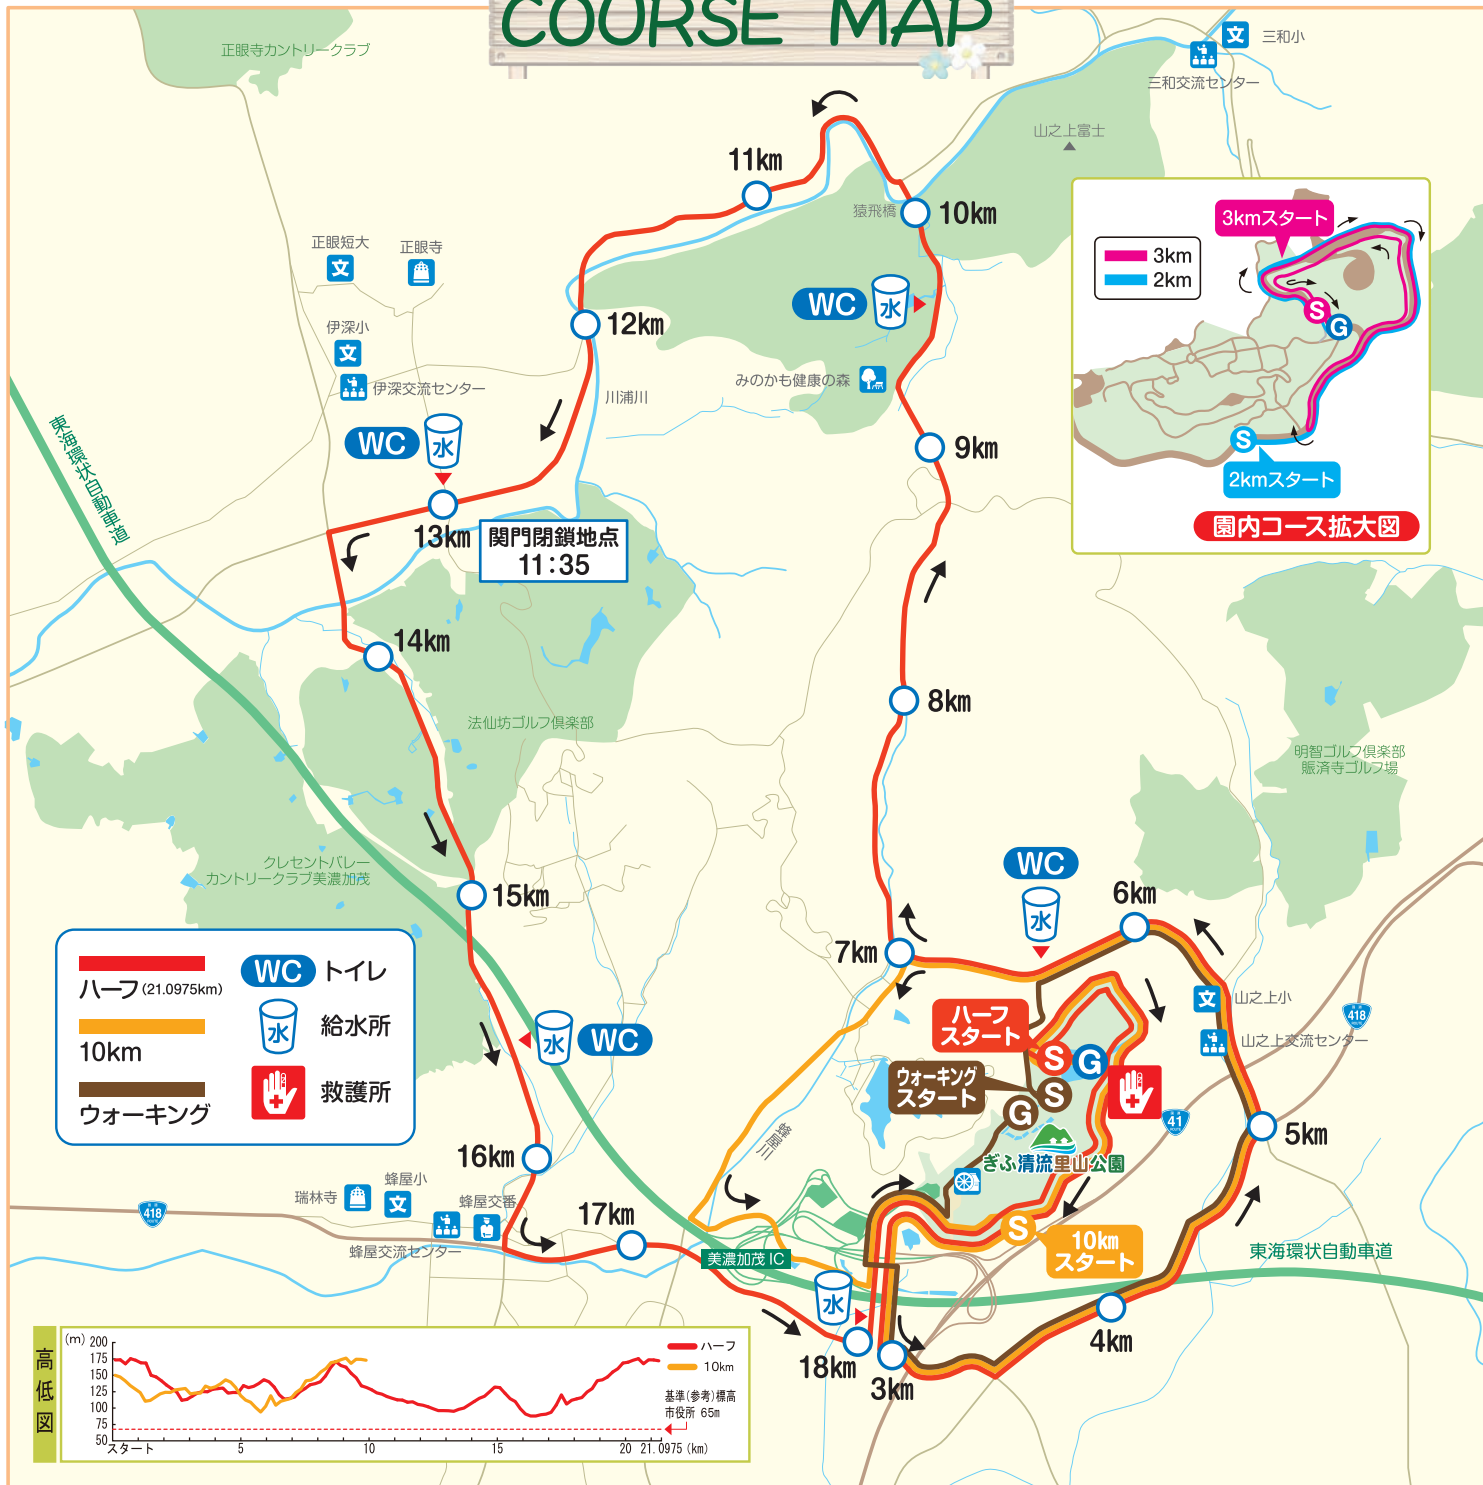 COURSE MAP
正眼寺カントリークラブ
文
三和小
三和交流センター
山之上富士
11km
猿飛橋
10km
正眼短大
文
正眼寺
伊深小
文
伊深交流センター
12km
WC
水
みのかも健康の森
川浦川
3kmスタート
3km
2km
S
G
S
2kmスタート
園内コース拡大図
東海環状自動車道
WC
水
9km
13km
関門閉鎖地点
11:35
14km
8km
法仙坊ゴルフ倶楽部
明智ゴルフ倶楽部
賑済寺ゴルフ場
クレセントバレー
カントリークラブ美濃加茂
15km
WC
水
6km
7km
ハーフ(21.0975km)
10km
ウォーキング
WC
トイレ
水
給水所
救護所
水
WC
ハーフ
スタート
S
G
ウォーキング
スタート
S
G
文
山之上小
山之上交流センター
418
41
5km
ぎふ清流里山公園
蜂屋川
16km
瑞林寺
蜂屋小
文
蜂屋交番
蜂屋交流センター
418
17km
S
10km
スタート
美濃加茂 IC
東海環状自動車道
水
18km
3km
4km
高低図
(m)
200
175
150
125
100
75
50
スタート
5
10
15
20
21.0975 (km)
ハーフ
10km
基準(参考)標高
市役所 65m